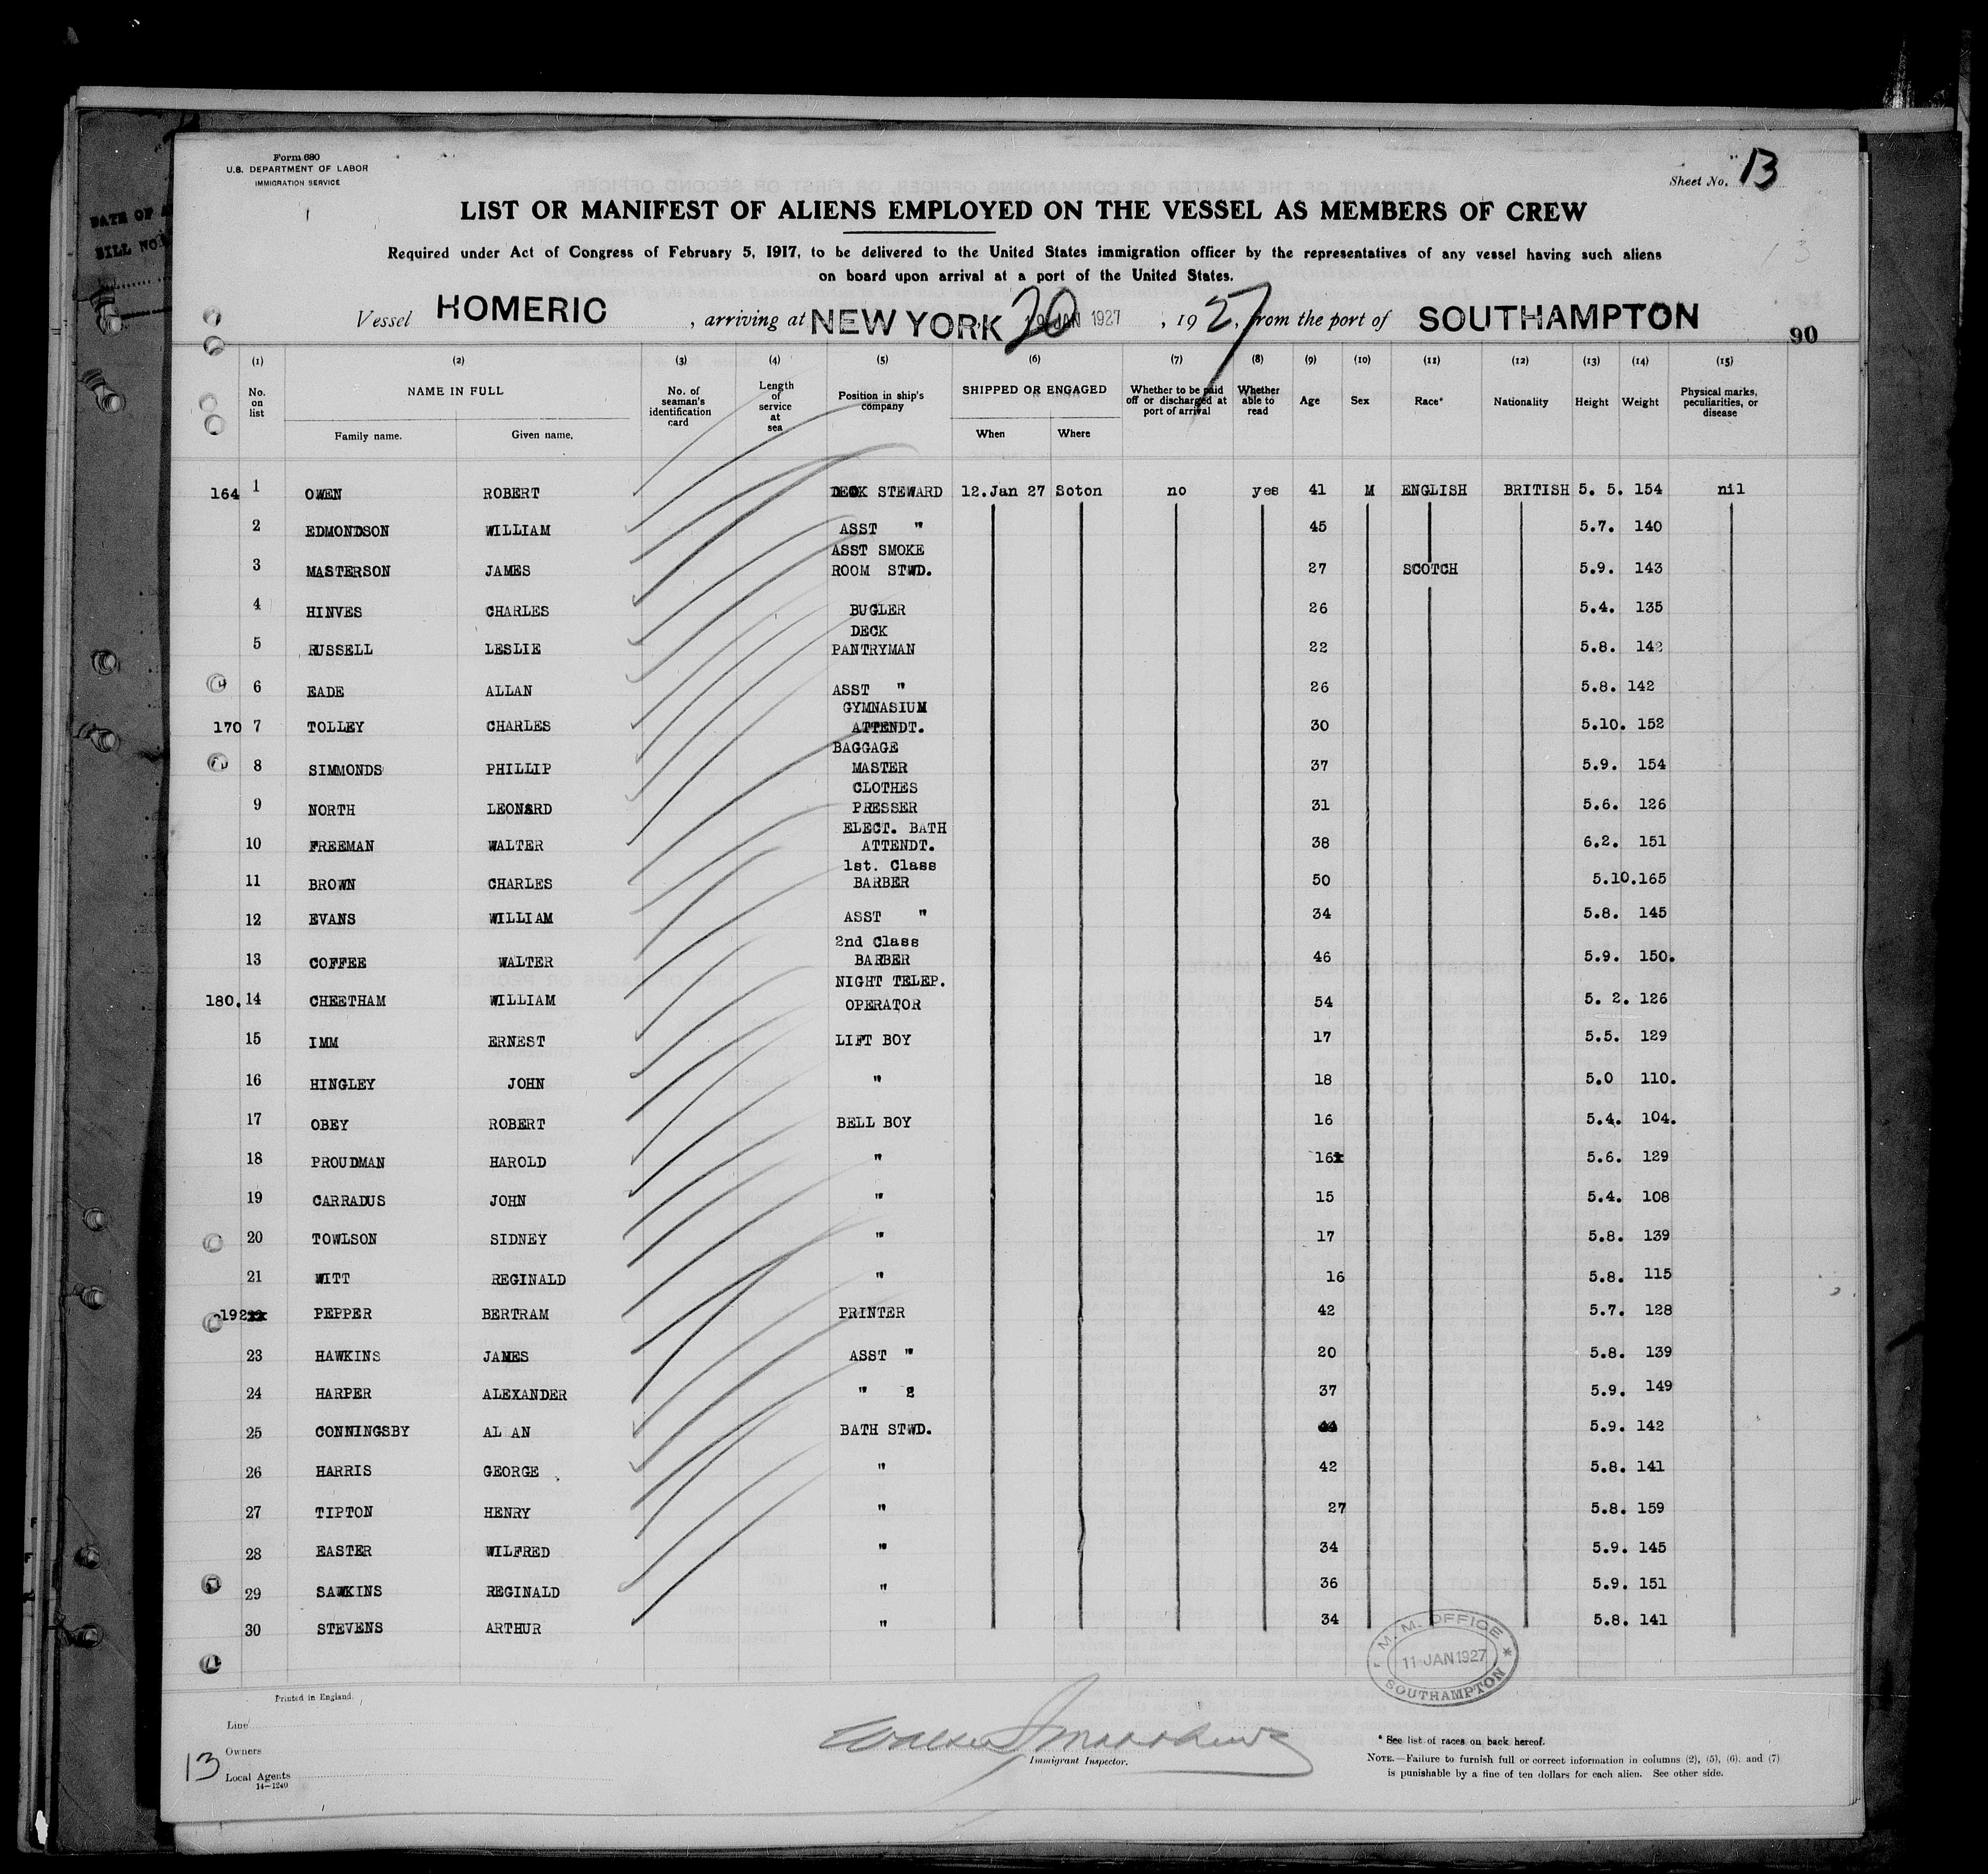 Form 680
U.S. DEPARTMENT OF LABOR
IMMIGRATION SERVICE
Sheet No. 13
LIST OR MANIFEST OF ALIENS EMPLOYED ON THE VESSEL AS MEMBERS OF CREW
Required under Act of Congress of February 5, 1917, to be delivered to the United States immigration officer by the representatives of any vessel having such aliens
on board upon arrival at a port of the United States.
Vessel HOMERIC, arriving at NEW YORK 20 JAN 1927, 1927, from the port of SOUTHAMPTON
90
(1) (2) (3) (4) (5) (6) (7) (8) (9) (10) (11) (12) (13) (14) (15)
No. on list NAME IN FULL No. of seaman's identification card Length of service at sea Position in ship's company SHIPPED OR ENGAGED Whether to be paid off or discharged at port of arrival Whether able to read Age Sex Race* Nationality Height Weight Physical marks, peculiarities, or disease
Family name. Given name. When Where
164 1 OWEN ROBERT DECK STEWARD 12.Jan 27 Soton no yes 41 M ENGLISH BRITISH 5. 5. 154 nil
2 EDMONDSON WILLIAM ASST " 45 5.7. 140
3 MASTERSON JAMES ASST SMOKE ROOM STWD. 27 SCOTCH 5.9. 143
4 HINVES CHARLES BUGLER 26 5.4. 135
5 RUSSELL LESLIE DECK PANTRYMAN 22 5.8. 142
6 EADE ALLAN ASST " 26 5.8. 142
170 7 TOLLEY CHARLES GYMNASIUM ATTENDT. 30 5.10. 152
8 SIMMONDS PHILLIP BAGGAGE MASTER 37 5.9. 154
9 NORTH LEONARD CLOTHES PRESSER 31 5.6. 126
10 FREEMAN WALTER ELECT. BATH ATTENDT. 38 6.2. 151
11 BROWN CHARLES 1st. Class BARBER 50 5.10.165
12 EVANS WILLIAM ASST " 34 5.8. 145
13 COFFEE WALTER 2nd Class BARBER 46 5.9. 150.
180. 14 CHEETHAM WILLIAM NIGHT TELEP. OPERATOR 54 5. 2. 126
15 IMM ERNEST LIFT BOY 17 5.5. 129
16 HINGLEY JOHN " 18 5.0 110.
17 OBEY ROBERT BELL BOY 16 5.4. 104.
18 PROUDMAN HAROLD " 16 5.6. 129
19 CARRADUS JOHN " 15 5.4. 108
20 TOWLSON SIDNEY " 17 5.8. 139
21 WITT REGINALD " 16 5.8. 115
192 PEPPER BERTRAM PRINTER 42 5.7. 128
23 HAWKINS JAMES ASST " 20 5.8. 139
24 HARPER ALEXANDER " 2 37 5.9. 149
25 CONNINGSBY AL AN BATH STWD. 44 5.9. 142
26 HARRIS GEORGE " 42 5.8. 141
27 TIPTON HENRY " 27 5.8. 159
28 EASTER WILFRED " 34 5.9. 145
29 SAWKINS REGINALD " 36 5.9. 151
30 STEVENS ARTHUR " 34 5.8. 141
M. M. OFFICE
11 JAN 1927
SOUTHAMPTON
Printed in England.
Line
Owners
Local Agents
14-1240
13
Immigrant Inspector.
* See list of races on back hereof.
NOTE.—Failure to furnish full or correct information in columns (2), (5), (6), and (7)
is punishable by a fine of ten dollars for each alien. See other side.